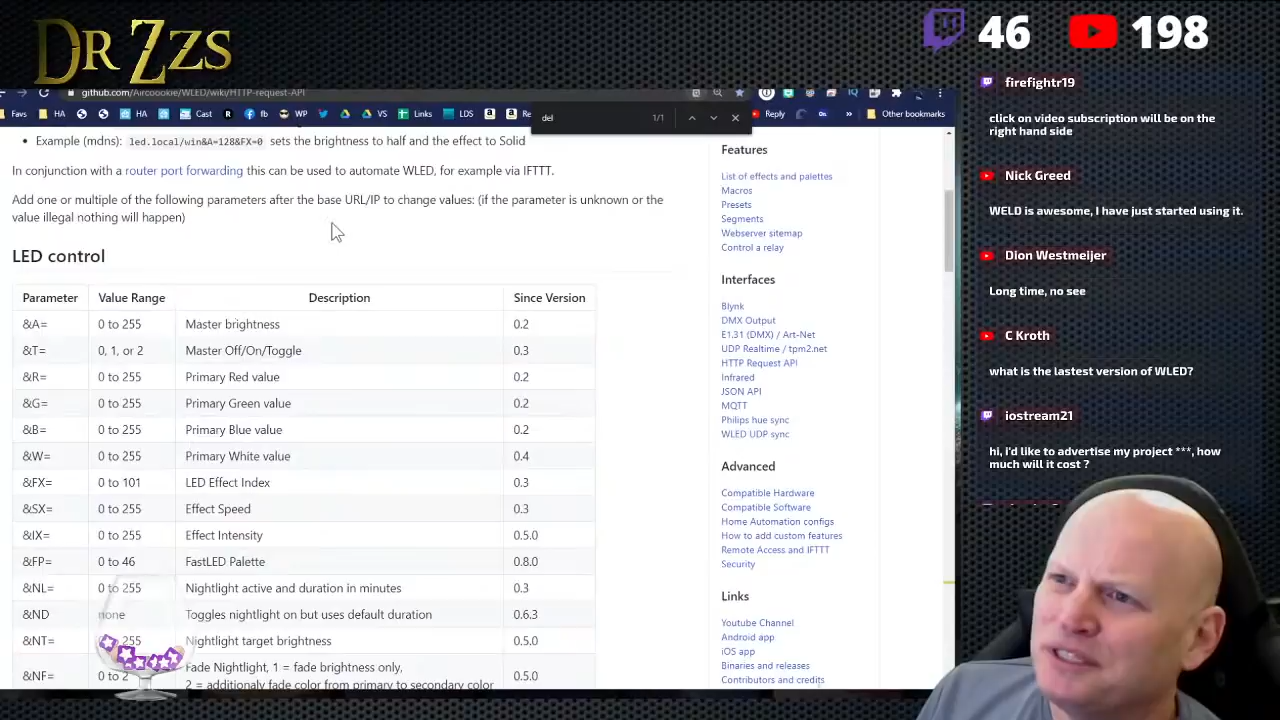 DR ZZS
46
198
github.com/Aircoookie/WLED/wiki/HTTP-request-API
Favs
HA
Cast
R
fb
WP
VS
Links
LDS
A
Re
del
1/1
Reply
On
»
Other bookmarks
• Example (mdns): led.local/win&A=128&FX=0 sets the brightness to half and the effect to Solid
In conjunction with a router port forwarding this can be used to automate WLED, for example via IFTTT.
Add one or multiple of the following parameters after the base URL/IP to change values: (if the parameter is unknown or the
value illegal nothing will happen)
LED control
Parameter Value Range Description Since Version
&A= 0 to 255 Master brightness 0.2
&T= 0, 1, or 2 Master Off/On/Toggle 0.3
&R= 0 to 255 Primary Red value 0.2
&G= 0 to 255 Primary Green value 0.2
&B= 0 to 255 Primary Blue value 0.2
&W= 0 to 255 Primary White value 0.4
&FX= 0 to 101 LED Effect Index 0.3
&SX= 0 to 255 Effect Speed 0.3
&IX= 0 to 255 Effect Intensity 0.5.0
&FP= 0 to 46 FastLED Palette 0.8.0
&NL= 0 to 255 Nightlight active and duration in minutes 0.3
&ND none Toggles nightlight on but uses default duration 0.6.3
&NT= 0 to 255 Nightlight target brightness 0.5.0
&NF= 0 to 2 Fade Nightlight, 1 = fade brightness only, 0.5.0
2 = additionaly fade color from primary to secondary color
Features
List of effects and palettes
Macros
Presets
Segments
Webserver sitemap
Control a relay
Interfaces
Blynk
DMX Output
E1.31 (DMX) / Art-Net
UDP Realtime / tpm2.net
HTTP Request API
Infrared
JSON API
MQTT
Philips hue sync
WLED UDP sync
Advanced
Compatible Hardware
Compatible Software
Home Automation configs
How to add custom features
Remote Access and IFTTT
Security
Links
Youtube Channel
Android app
iOS app
Binaries and releases
Contributors and credits
firefightr19
click on video subscription will be on the
right hand side
Nick Greed
WELD is awesome, I have just started using it.
Dion Westmeijer
Long time, no see
C Kroth
what is the lastest version of WLED?
iostream21
hi, i'd like to advertise my project ***, how
much will it cost ?